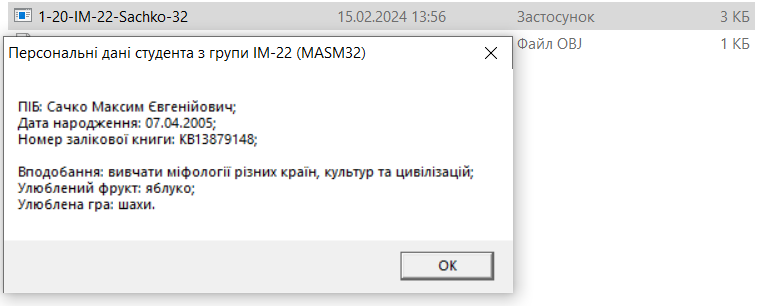 1-20-IM-22-Sachko-32 15.02.2024 13:56 Застосунок 3 КБ
Файл OBJ 1 КБ
Персональні дані студента з групи ІМ-22 (MASM32)
ПІБ: Сачко Максим Євгенійович;
Дата народження: 07.04.2005;
Номер залікової книги: КВ13879148;
Вподобання: вивчати міфології різних країн, культур та цивілізацій;
Улюблений фрукт: яблуко;
Улюблена гра: шахи.
OK